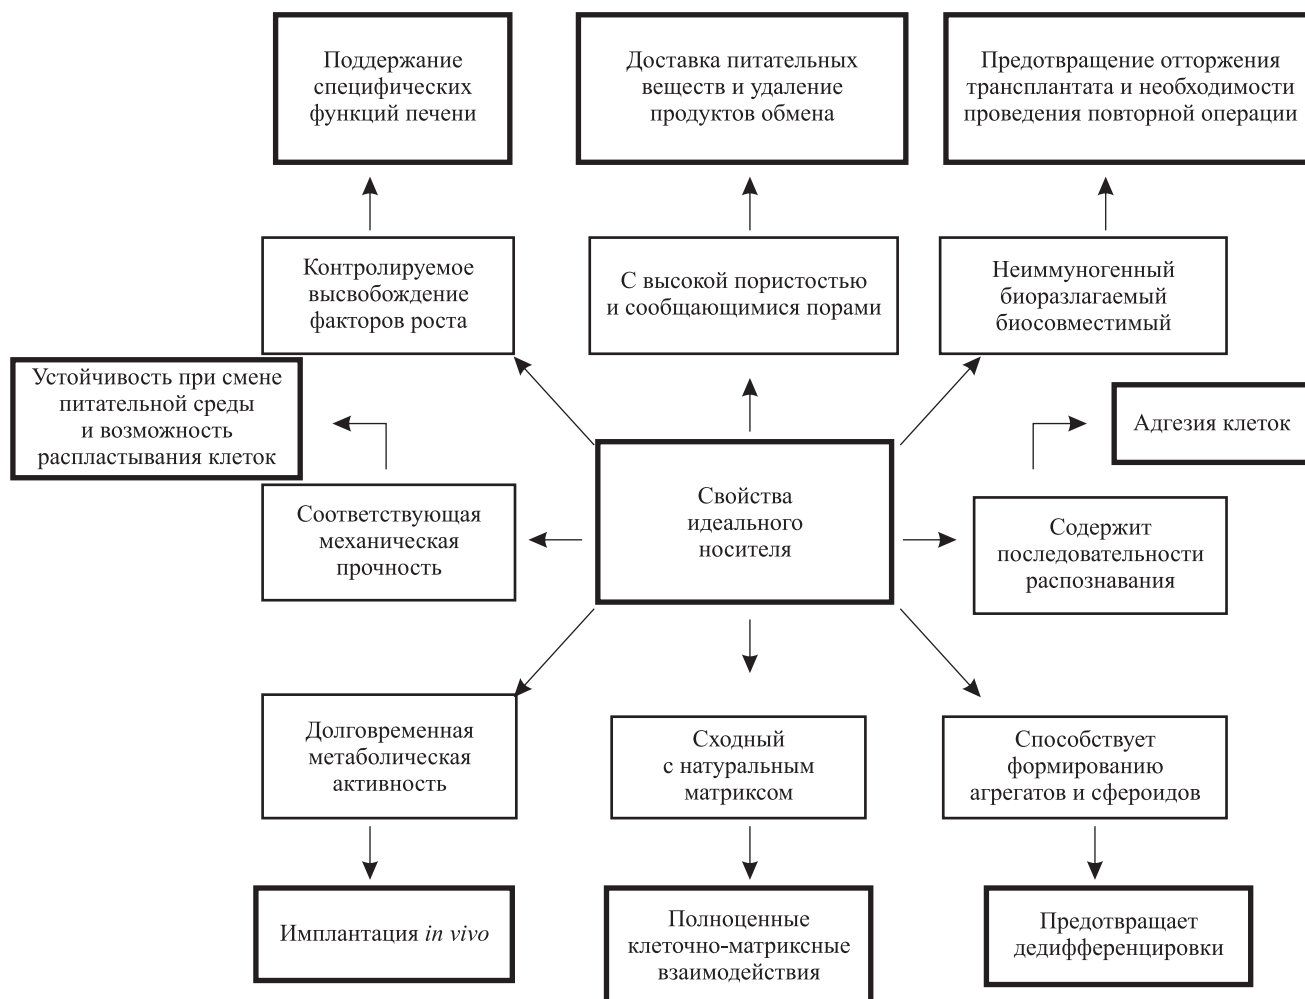 Поддержание
специфических
функций печени
Доставка питательных
веществ и удаление
продуктов обмена
Предотвращение отторжения
трансплантата и необходимости
проведения повторной операции
Контролируемое
высвобождение
факторов роста
С высокой пористостью
и сообщающимися порами
Неиммуногенный
биоразлагаемый
биосовместимый
Устойчивость при смене
питательной среды
и возможность
распластывания клеток
Адгезия клеток
Соответствующая
механическая
прочность
Свойства
идеального
носителя
Содержит
последовательности
распознавания
Долговременная
метаболическая
активность
Сходный
с натуральным
матриксом
Способствует
формированию
агрегатов и сфероидов
Имплантация in vivo
Полноценные
клеточно-матриксные
взаимодействия
Предотвращает
дедифференцировки